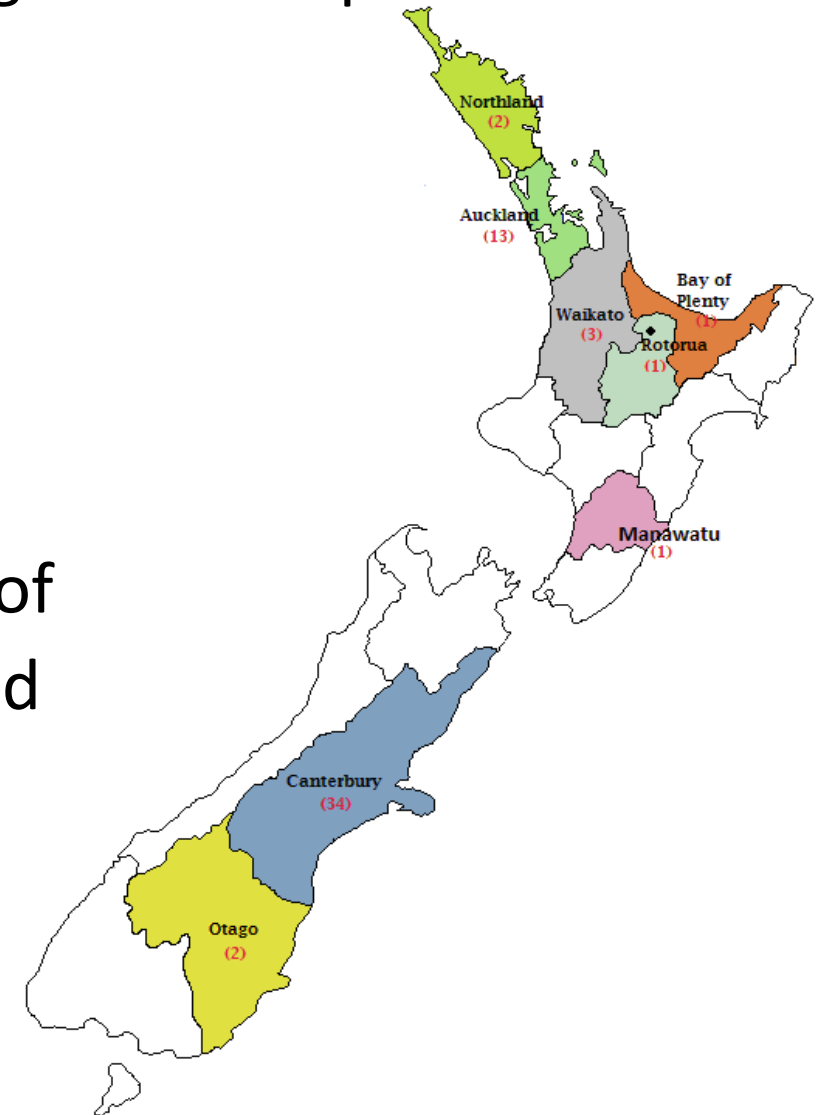 Northland
(2)
Auckland
(13)
Bay of
Plenty
(1)
Waikato
(3)
Rotorua
(1)
Manawatu
(1)
of
d
Canterbury
(34)
Otago
(2)